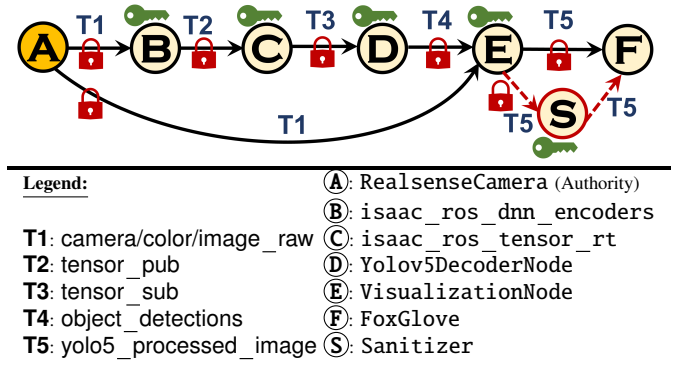 T1 T2 T3 T4 T5
A B C D E F
T1 T5 S T5
Legend: A: RealsenseCamera (Authority)
B: isaac_ros_dnn_encoders
T1: camera/color/image_raw C: isaac_ros_tensor_rt
T2: tensor_pub D: Yolov5DecoderNode
T3: tensor_sub E: VisualizationNode
T4: object_detections F: FoxGlove
T5: yolo5_processed_image S: Sanitizer